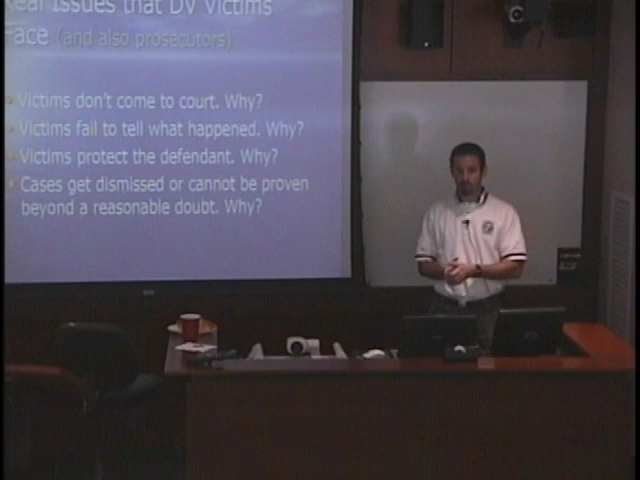 Real Issues that DV Victims
Face (and also prosecutors)
Victims don't come to court. Why?
Victims fail to tell what happened. Why?
Victims protect the defendant. Why?
Cases get dismissed or cannot be proven
beyond a reasonable doubt. Why?